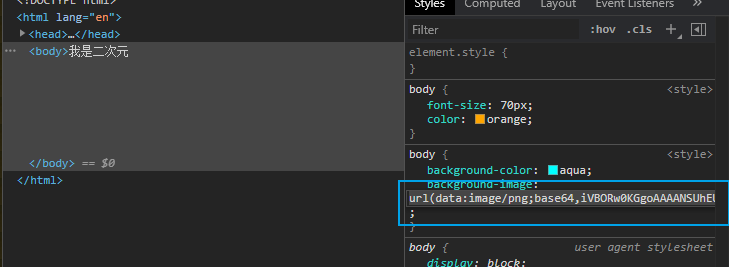 <!DOCTYPE html>
<html lang="en">
<head>…</head>
<body>我是二次元
</body> == $0
</html>
Styles Computed Layout Event Listeners
Filter :hov .cls
element.style {
}
body { <style>
font-size: 70px;
color: orange;
}
body { <style>
background-color: aqua;
background-image:
url(data:image/png;base64,iVBORw0KGgoAAAANSUhEU
;
}
body { user agent stylesheet
display: block;